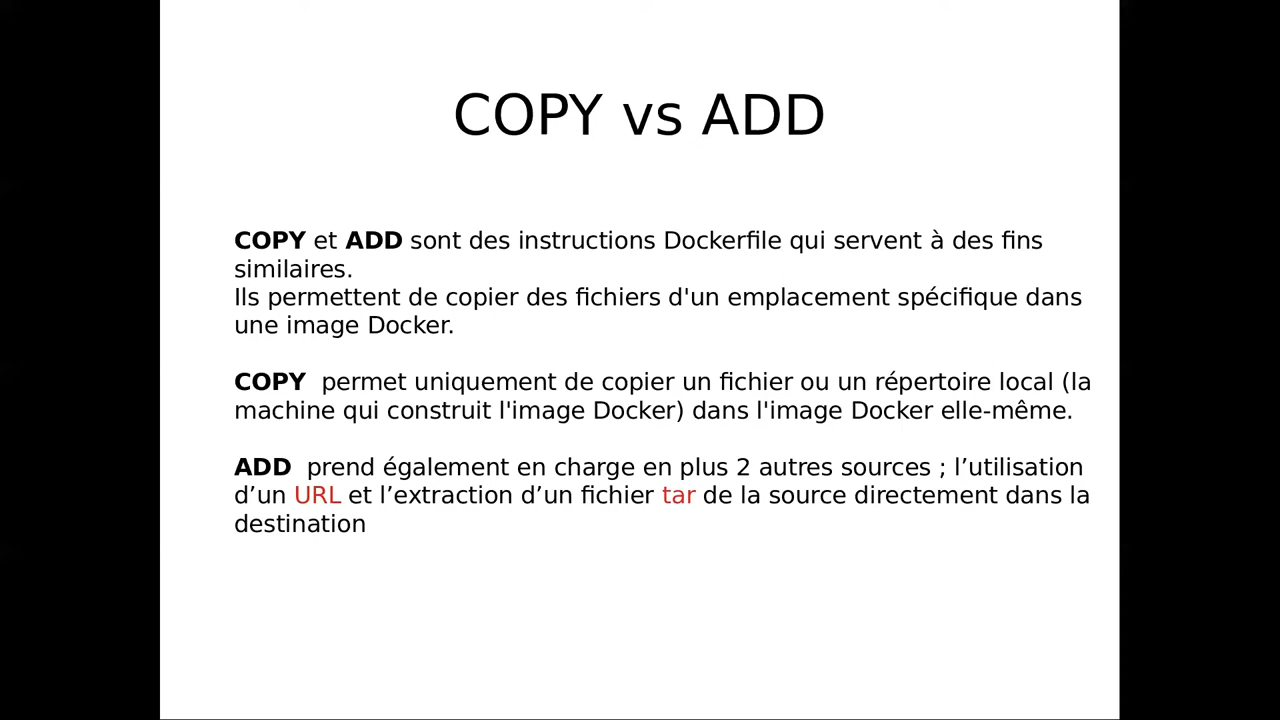 COPY vs ADD
COPY et ADD sont des instructions Dockerfile qui servent à des fins
similaires.
Ils permettent de copier des fichiers d'un emplacement spécifique dans
une image Docker.
COPY  permet uniquement de copier un fichier ou un répertoire local (la
machine qui construit l'image Docker) dans l'image Docker elle-même.
ADD  prend également en charge en plus 2 autres sources ; l’utilisation
d’un URL et l’extraction d’un fichier tar de la source directement dans la
destination